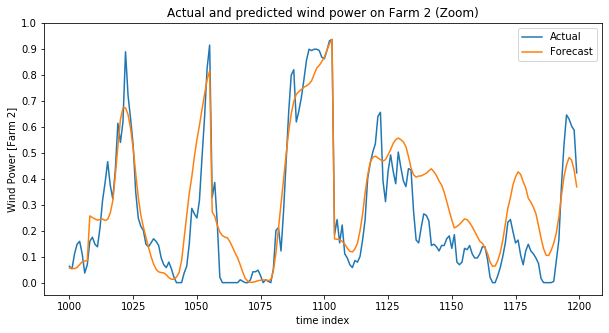 Actual and predicted wind power on Farm 2 (Zoom)
Wind Power [Farm 2]
1.0
0.9
0.8
0.7
0.6
0.5
0.4
0.3
0.2
0.1
0.0
Actual
Forecast
1000 1025 1050 1075 1100 1125 1150 1175 1200
time index